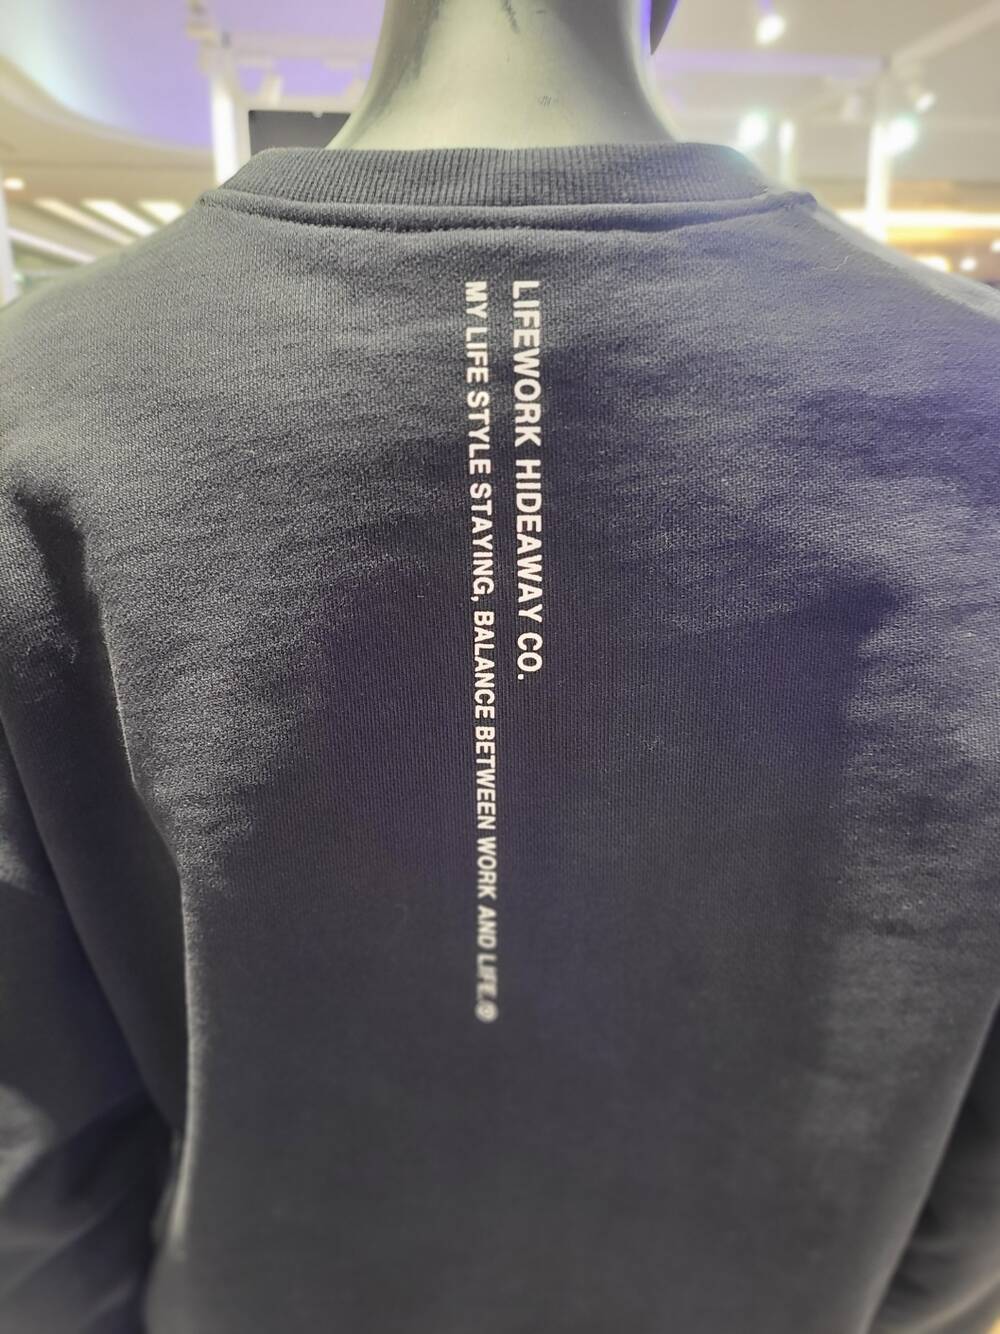 LIFEWORK HIDEAWAY CO.
MY LIFE STYLE STAYING, BALANCE BETWEEN WORK AND LIFE.®